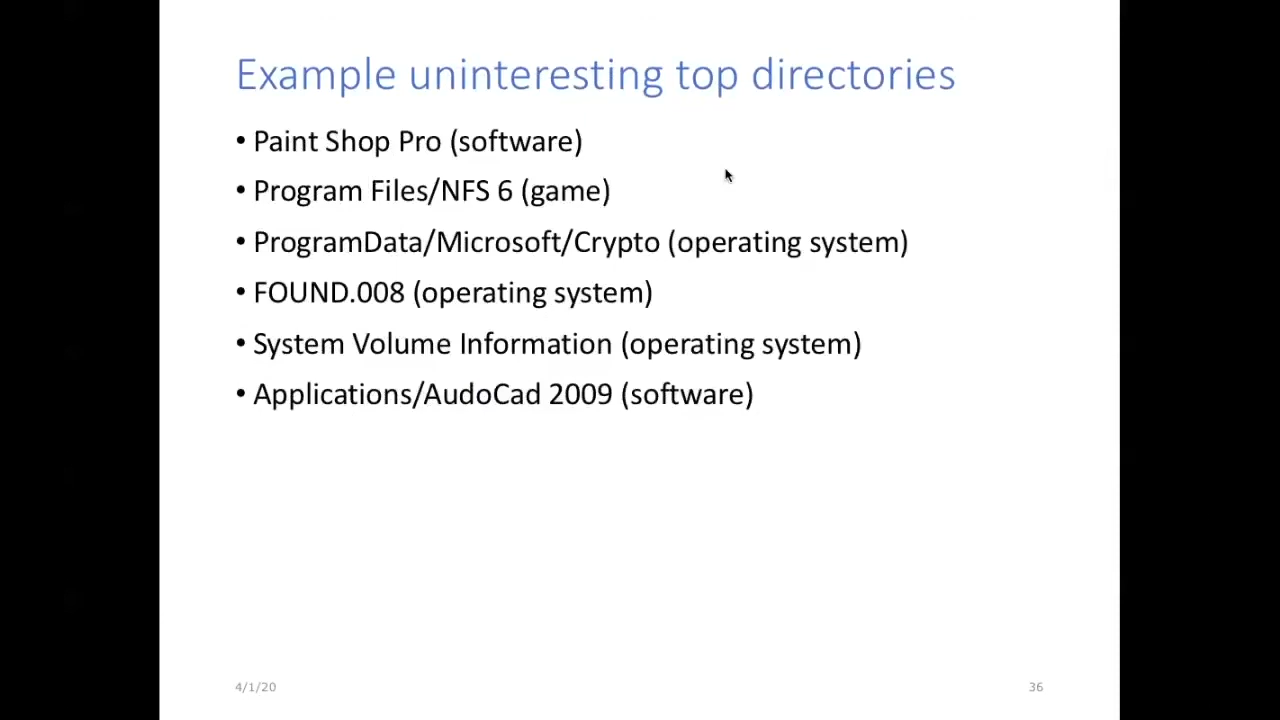 Example uninteresting top directories
• Paint Shop Pro (software)
• Program Files/NFS 6 (game)
• ProgramData/Microsoft/Crypto (operating system)
• FOUND.008 (operating system)
• System Volume Information (operating system)
• Applications/AudoCad 2009 (software)
4/1/20
36